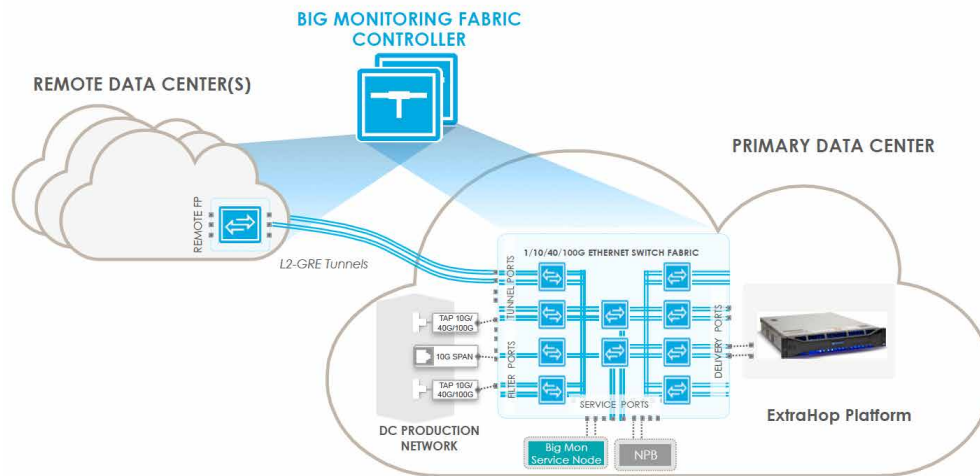 BIG MONITORING FABRIC
CONTROLLER
REMOTE DATA CENTER(S)
PRIMARY DATA CENTER
REMOTE FP
L2-GRE Tunnels
1/10/40/100G ETHERNET SWITCH FABRIC
TUNNEL PORTS
FILTER PORTS
DELIVERY PORTS
TAP 10G/
40G/100G
10G SPAN
TAP 10G/
40G/100G
DC PRODUCTION
NETWORK
SERVICE PORTS
Big Mon
Service Node
NPB
ExtraHop Platform